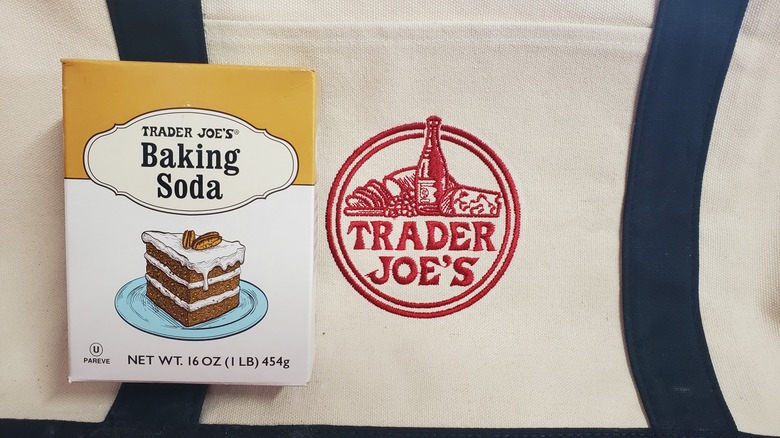 TRADER JOE'S®
Baking
Soda
U
PAREVE
NET WT. 16 OZ (1 LB) 454g
TRADER
JOE'S